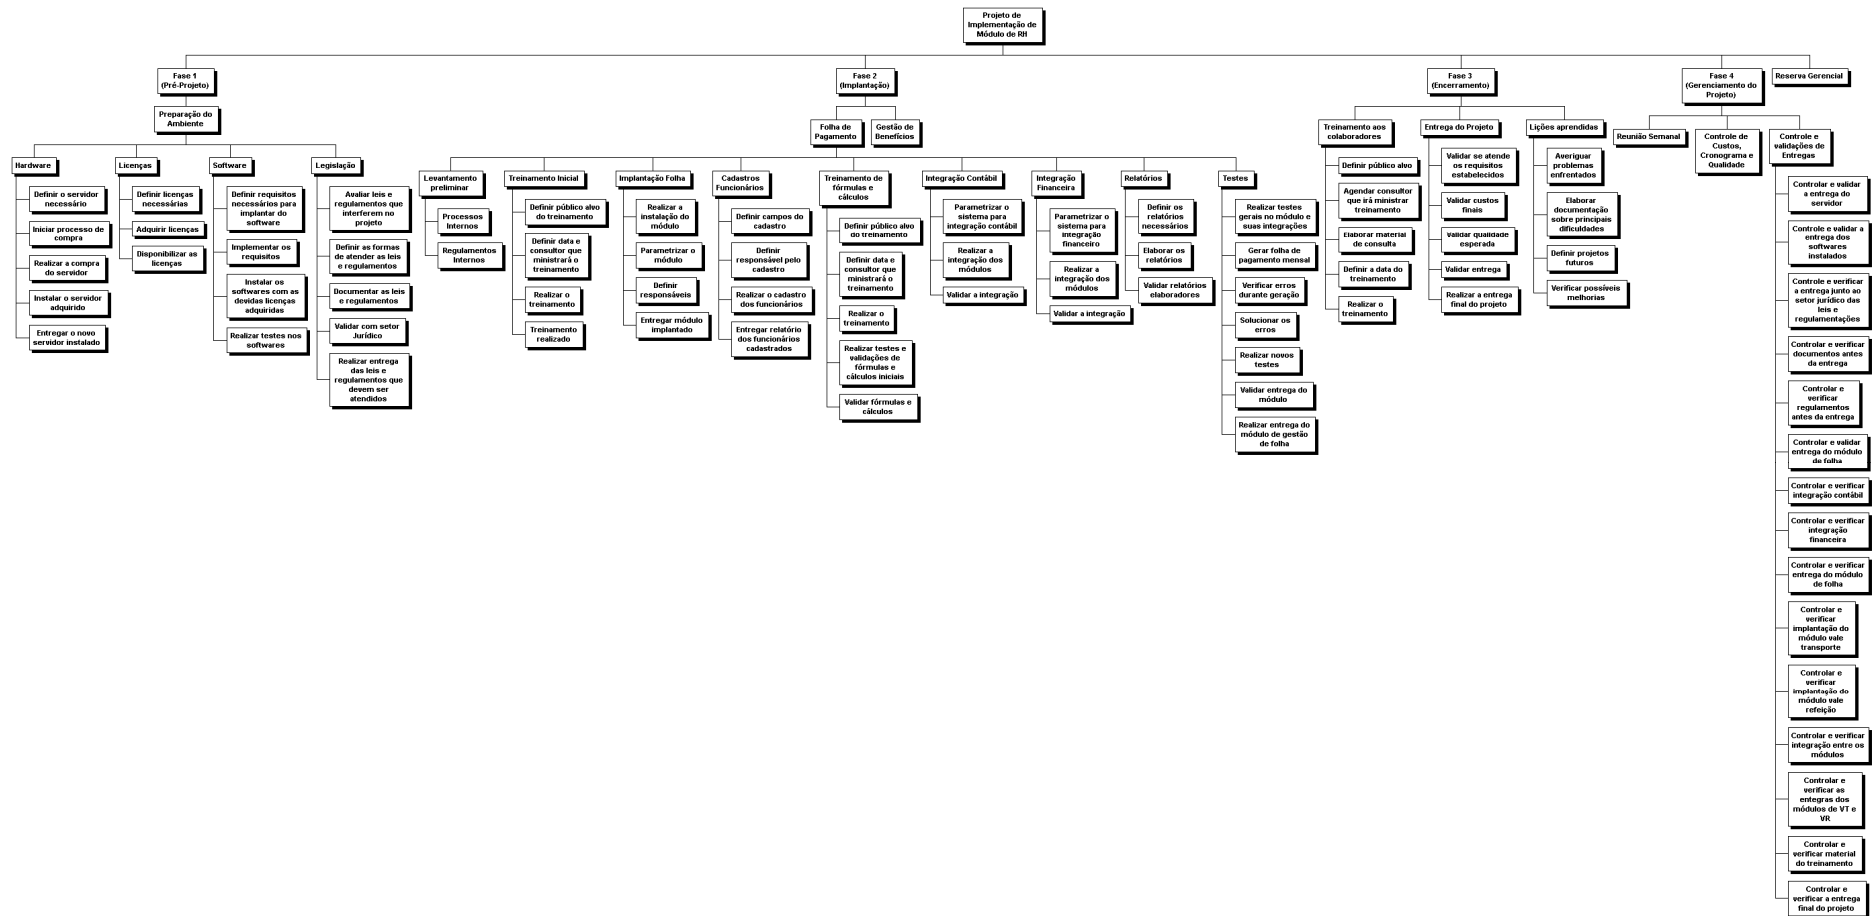 Projeto de
Implementação de
Módulo de RH
Fase 1
(Pré-Projeto)
Fase 2
(Implantação)
Fase 3
(Encerramento)
Fase 4
(Gerenciamento do
Projeto)
Reserva Gerencial
Preparação do
Ambiente
Folha de
Pagamento
Gestão de
Benefícios
Treinamento aos
colaboradores
Entrega do Projeto
Lições aprendidas
Reunião Semanal
Controle de
Custos,
Cronograma e
Qualidade
Controle e
validações de
Entregas
Hardware
Licenças
Software
Legislação
Levantamento
preliminar
Treinamento Inicial
Implantação Folha
Cadastros
Funcionários
Treinamento de
fórmulas e
cálculos
Integração Contábil
Integração
Financeira
Relatórios
Testes
Definir o servidor
necessário
Iniciar processo de
compra
Realizar a compra
do servidor
Instalar o servidor
adquirido
Entregar o novo
servidor instalado
Definir licenças
necessárias
Adquirir licenças
Disponibilizar as
licenças
Definir requisitos
necessários para
implantar do
software
Implementar os
requisitos
Instalar os
softwares com as
devidas licenças
adquiridas
Realizar testes nos
softwares
Avaliar leis e
regulamentos que
interferem no
projeto
Definir as formas
de atender as leis
e regulamentos
Documentar as leis
e regulamentos
Validar com setor
Jurídico
Realizar entrega
das leis e
regulamentos que
devem ser
atendidos
Processos
Internos
Regulamentos
Internos
Definir público alvo
do treinamento
Definir data e
consultor que
ministrará o
treinamento
Realizar o
treinamento
Treinamento
realizado
Realizar a
instalação do
módulo
Parametrizar o
módulo
Definir
responsáveis
Entregar módulo
implantado
Definir campos do
cadastro
Definir
responsável pelo
cadastro
Realizar o cadastro
dos funcionários
Entregar relatório
dos funcionários
cadastrados
Definir público alvo
do treinamento
Definir data e
consultor que
ministrará o
treinamento
Realizar o
treinamento
Realizar testes e
validações de
fórmulas e
cálculos iniciais
Validar fórmulas e
cálculos
Parametrizar o
sistema para
integração contábil
Realizar a
integração dos
módulos
Validar a integração
Parametrizar o
sistema para
integração
financeiro
Realizar a
integração dos
módulos
Validar a integração
Definir os
relatórios
necessários
Elaborar os
relatórios
Validar relatórios
elaboradores
Realizar testes
gerais no módulo e
suas integrações
Gerar folha de
pagamento mensal
Verificar erros
durante geração
Solucionar os
erros
Realizar novos
testes
Validar entrega do
módulo
Realizar entrega do
módulo de gestão
de folha
Definir público alvo
Agendar consultor
que irá ministrar
treinamento
Elaborar material
de consulta
Definir a data do
treinamento
Realizar o
treinamento
Validar se atende
os requisitos
estabelecidos
Validar custos
finais
Validar qualidade
esperada
Validar entrega
Realizar a entrega
final do projeto
Averiguar
problemas
enfrentados
Elaborar
documentação
sobre principais
dificuldades
Definir projetos
futuros
Verificar possíveis
melhorias
Controlar e validar
a entrega do
servidor
Controle e validar a
entrega dos
softwares
instalados
Controle e verificar
a entrega junto ao
setor jurídico das
leis e
regulamentações
Controlar e verificar
documentos antes
da entrega
Controlar e
verificar
regulamentos
antes da entrega
Controlar e validar
entrega do módulo
de folha
Controlar e verificar
integração contábil
Controlar e verificar
integração
financeira
Controlar e verificar
entrega do módulo
de folha
Controlar e
verificar
implantação do
módulo vale
transporte
Controlar e
verificar
implantação do
módulo vale
refeição
Controlar e verificar
integração entre os
módulos
Controlar e
verificar as
entegras dos
módulos de VT e
VR
Controlar e
verificar material
do treinamento
Controlar e
verificar a entrega
final do projeto